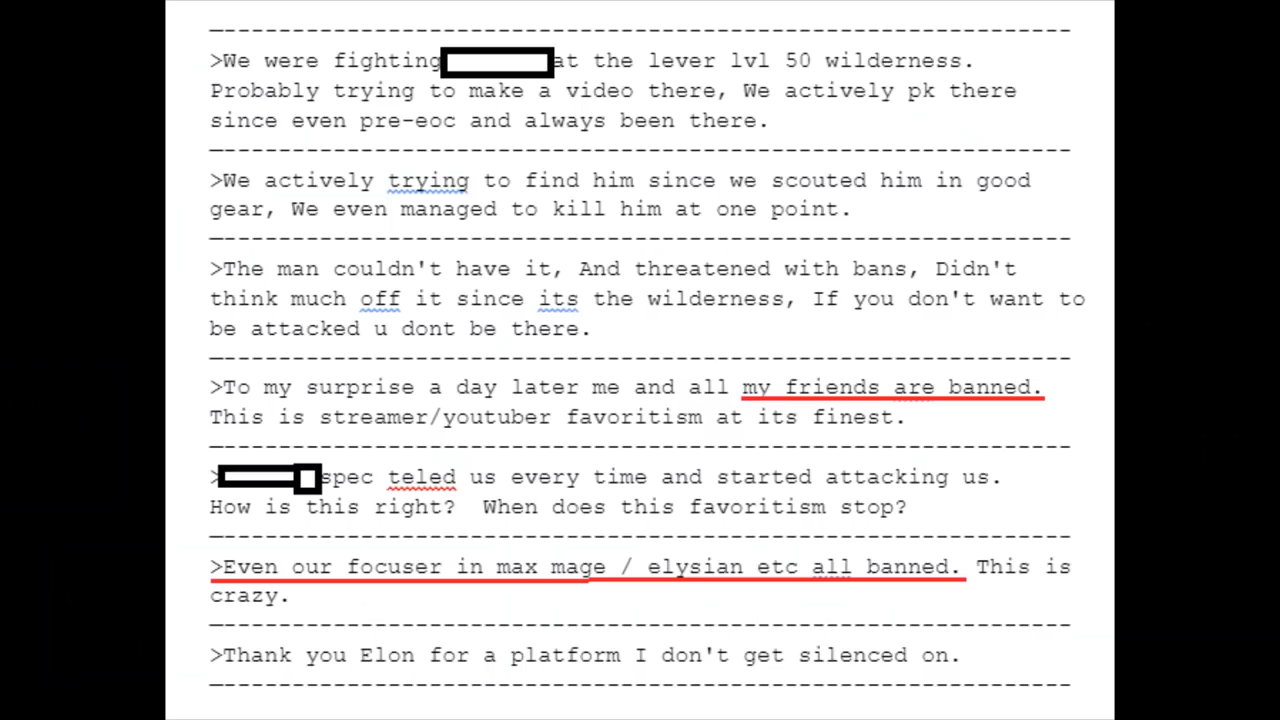 >We were fighting at the lever lvl 50 wilderness.
Probably trying to make a video there, We actively pk there
since even pre-eoc and always been there.
>We actively trying to find him since we scouted him in good
gear, We even managed to kill him at one point.
>The man couldn't have it, And threatened with bans, Didn't
think much off it since its the wilderness, If you don't want to
be attacked u dont be there.
>To my surprise a day later me and all my friends are banned.
This is streamer/youtuber favoritism at its finest.
> spec teled us every time and started attacking us.
How is this right?  When does this favoritism stop?
>Even our focuser in max mage / elysian etc all banned. This is
crazy.
>Thank you Elon for a platform I don't get silenced on.